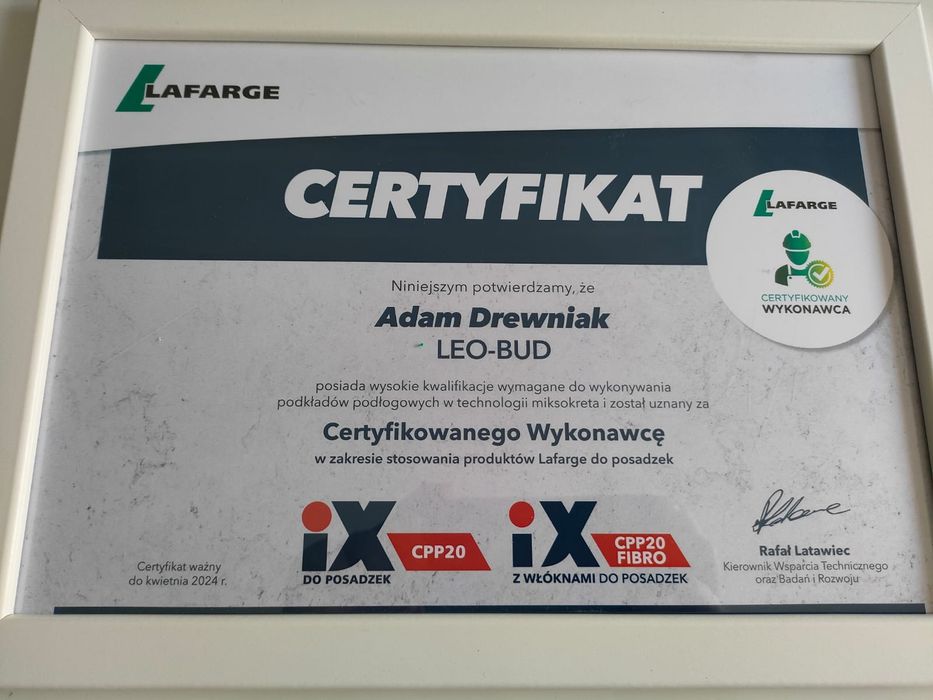 LAFARGE
CERTYFIKAT
LAFARGE
CERTYFIKOWANY
WYKONAWCA
Niniejszym potwierdzamy, że
Adam Drewniak
LEO-BUD
posiada wysokie kwalifikacje wymagane do wykonywania
podkładów podłogowych w technologii miksokreta i został uznany za
Certyfikowanego Wykonawcę
w zakresie stosowania produktów Lafarge do posadzek
Certyfikat ważny
do kwietnia 2024 r.
iX CPP20
DO POSADZEK
iX CPP20
FIBRO
Z WŁÓKNAMI DO POSADZEK
Rafał Latawiec
Kierownik Wsparcia Technicznego
oraz Badań i Rozwoju